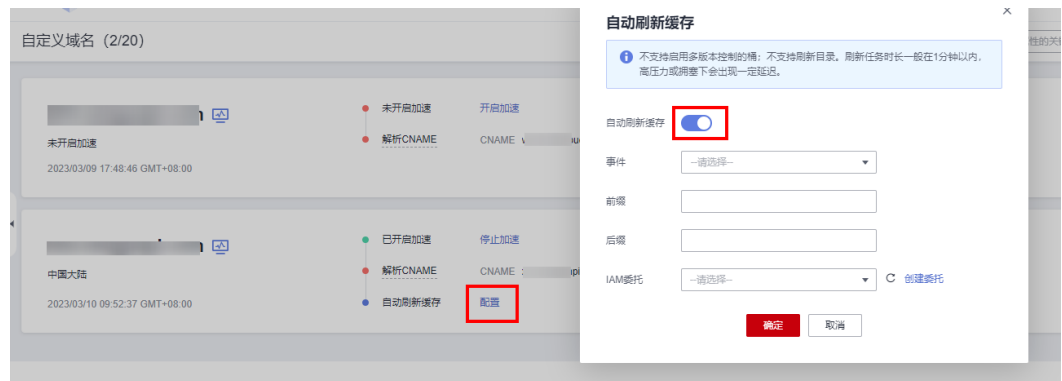 自定义域名（2/20）
未开启加速
2023/03/09 17:48:46 GMT+08:00
未开启加速 开启加速
解析CNAME CNAME
中国大陆
2023/03/10 09:52:37 GMT+08:00
已开启加速 停止加速
解析CNAME CNAME
自动刷新缓存 配置
自动刷新缓存
不支持启用多版本控制的桶；不支持刷新目录。刷新任务时长一般在1分钟以内，
高压力或拥塞下会出现一定延迟。
自动刷新缓存
事件 --请选择--
前缀
后缀
IAM委托 --请选择-- 创建委托
确定 取消
性的关